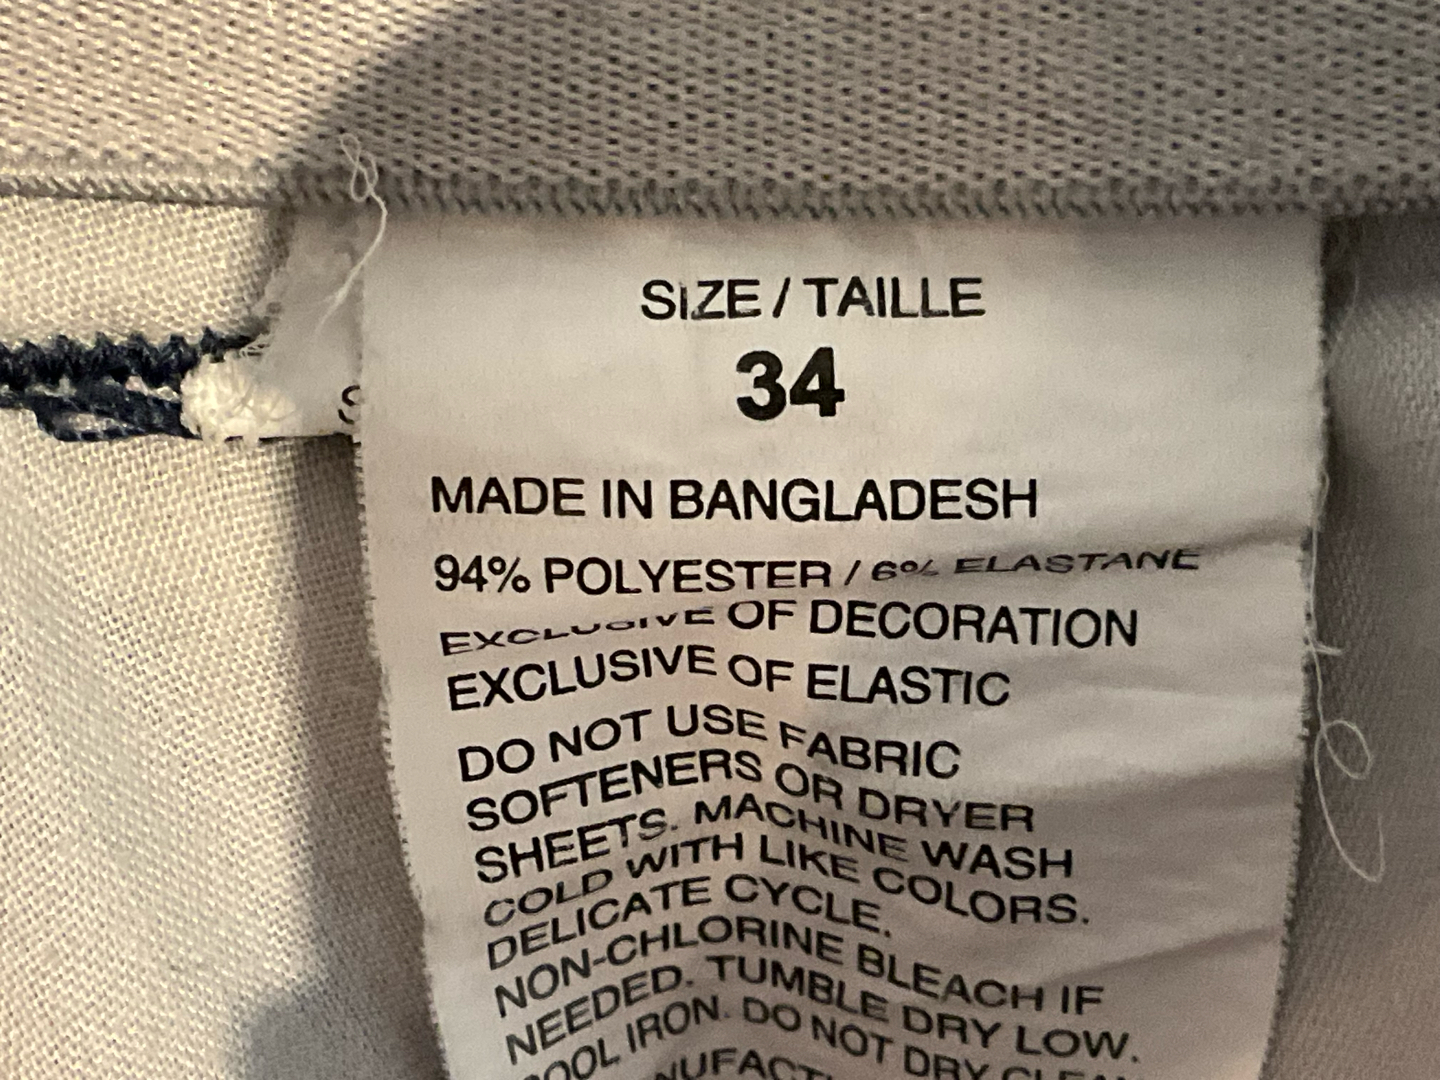 SIZE / TAILLE
34
MADE IN BANGLADESH
94% POLYESTER / 6% ELASTANE
EXCLUSIVE OF DECORATION
EXCLUSIVE OF ELASTIC
DO NOT USE FABRIC
SOFTENERS OR DRYER
SHEETS. MACHINE WASH
COLD WITH LIKE COLORS.
DELICATE CYCLE.
NON-CHLORINE BLEACH IF
NEEDED. TUMBLE DRY LOW.
COOL IRON. DO NOT DRY CLEAN